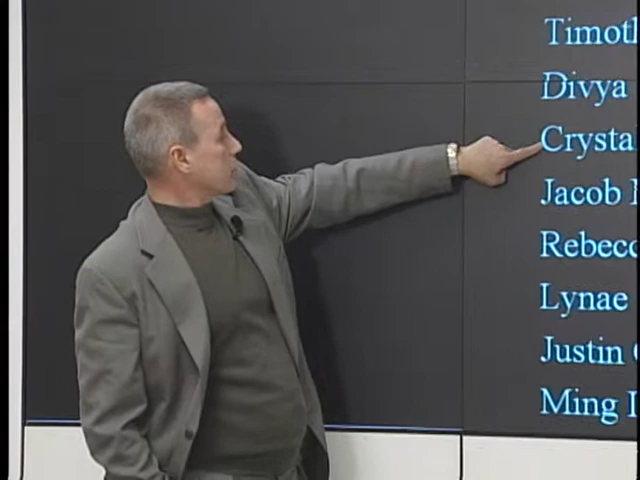 Timoth
Divya
Crysta
Jacob
Rebecc
Lynae
Justin
Ming